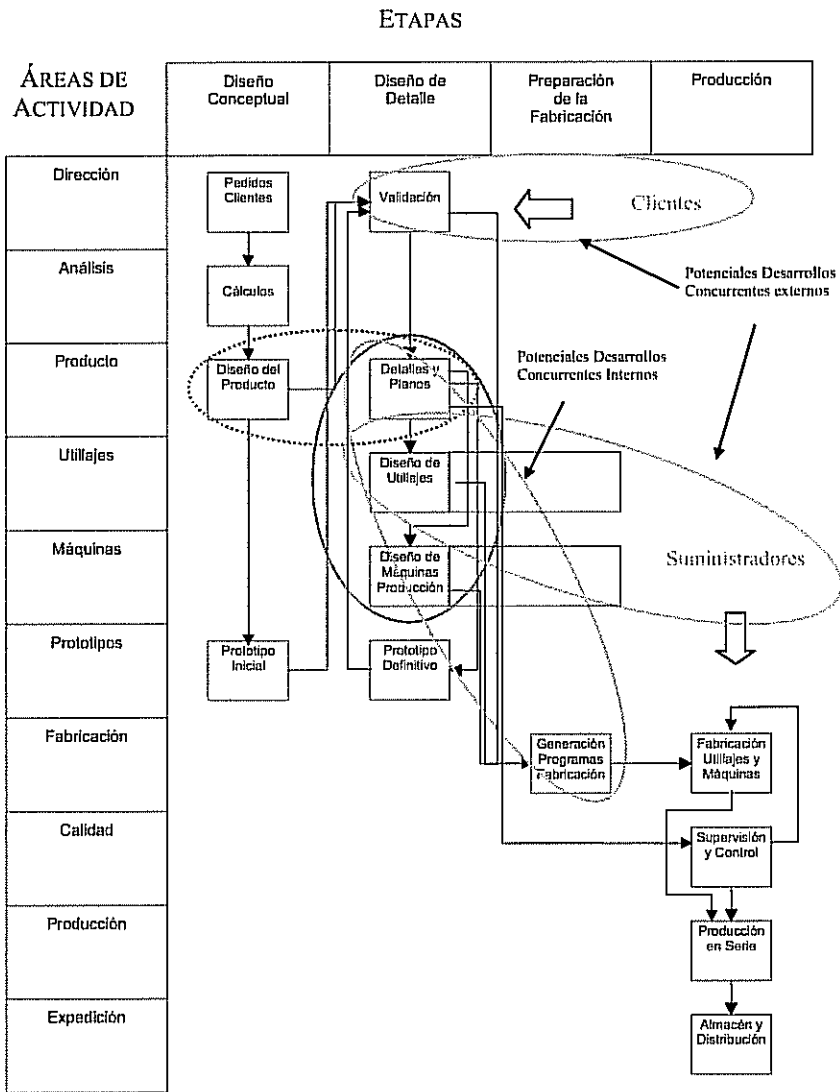 ETAPAS
ÁREAS DE
ACTIVIDAD
Diseño
Conceptual
Diseño de
Detalle
Preparación
de la
Fabricación
Producción
Dirección
Pedidos
Clientes
Validación
Clientes
Análisis
Cálculos
Potenciales Desarrollos
Concurrentes externos
Producto
Diseño del
Producto
Detalles y
Planos
Potenciales Desarrollos
Concurrentes Internos
Utillajes
Diseño de
Utillajes
Máquinas
Diseño de
Máquinas
Producción
Suministradores
Prototipos
Prototipo
Inicial
Prototipo
Definitivo
Fabricación
Generación
Programas
Fabricación
Fabricación
Utillajes y
Máquinas
Calidad
Supervisión
y Control
Producción
Producción
en Serie
Expedición
Almacén y
Distribución